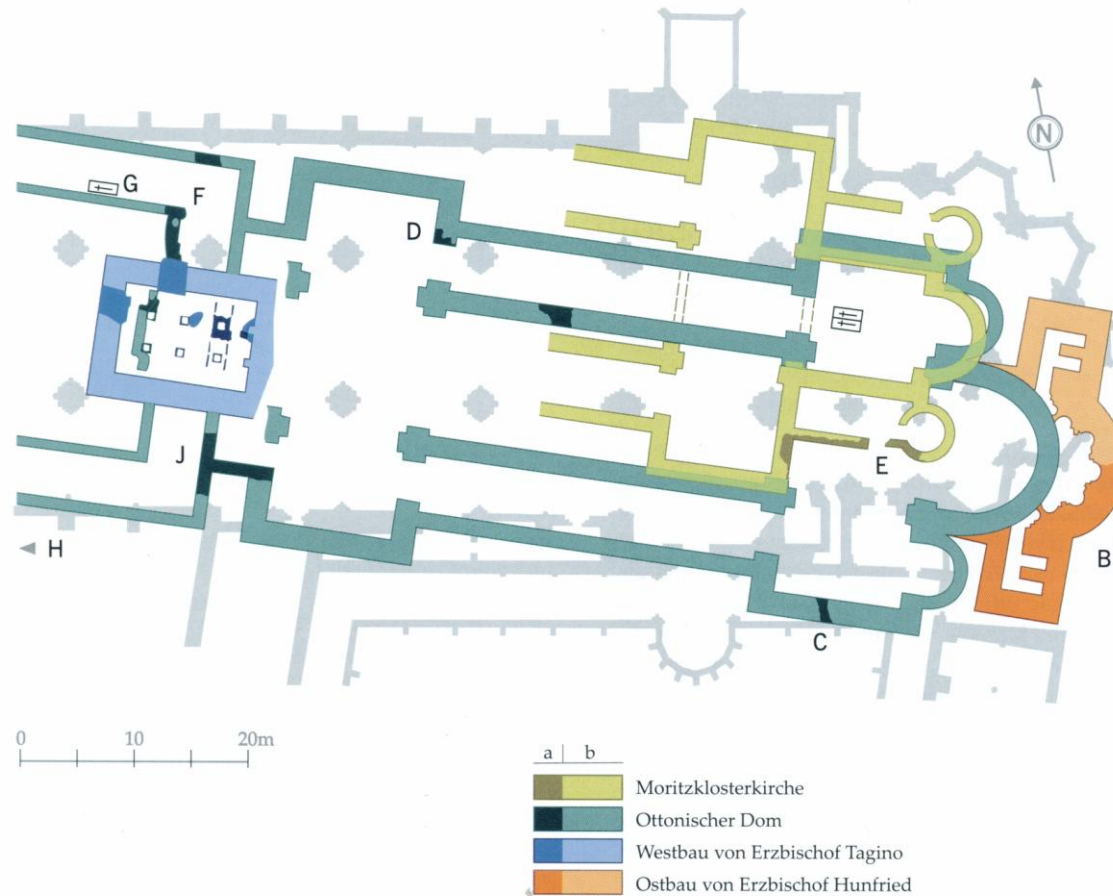 N
G
F
D
E
J
H
B
C
0 10 20m
a b
Moritzklosterkirche
Ottonischer Dom
Westbau von Erzbischof Tagino
Ostbau von Erzbischof Hunfried